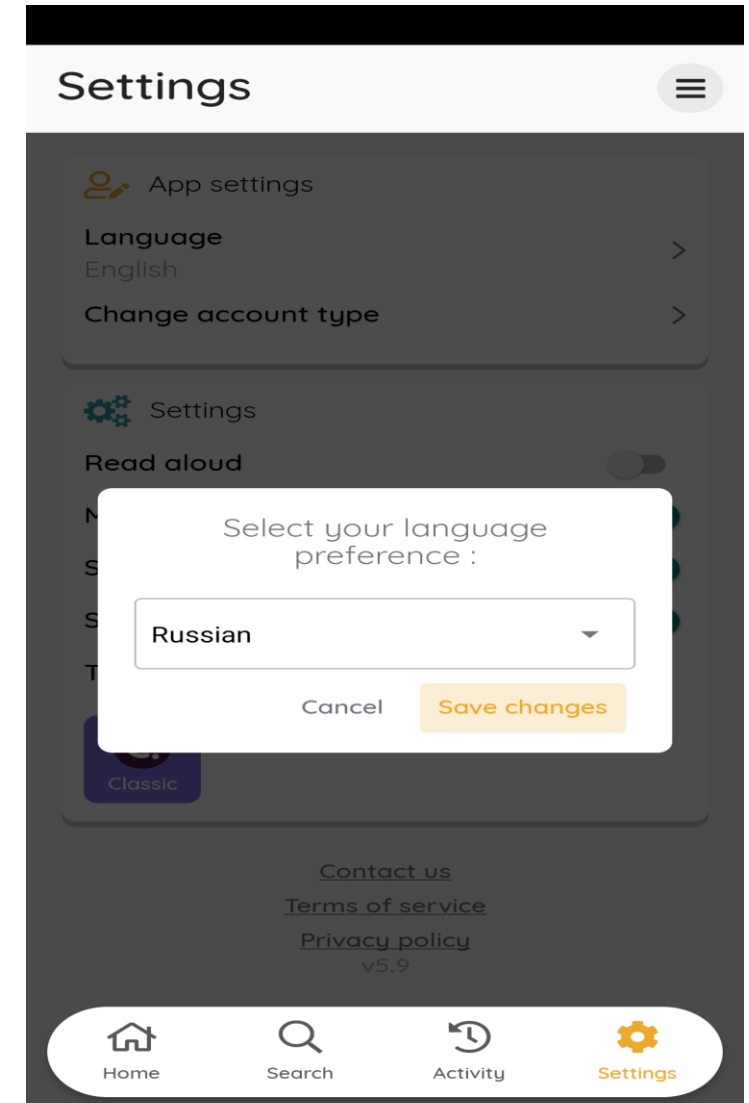 Settings
App settings
Language
English
Change account type
Settings
Read aloud
Select your language
preference :
Russian
Cancel
Save changes
Classic
Contact us
Terms of service
Privacy policy
v5.9
Home
Search
Activity
Settings